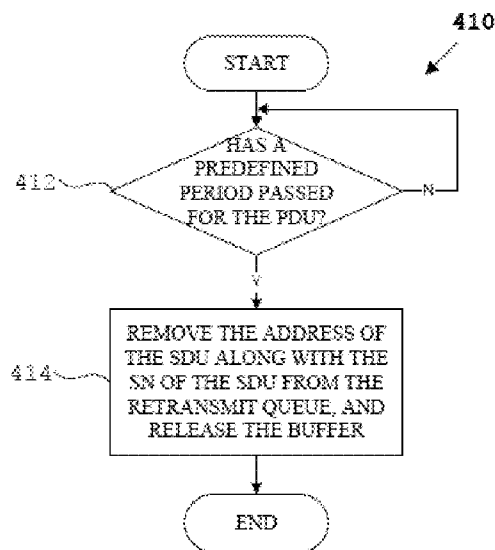 410
START
HAS A
PREDEFINED
PERIOD PASSED
FOR THE PDU?
412
N
Y
REMOVE THE ADDRESS OF
THE SDU ALONG WITH THE
SN OF THE SDU FROM THE
RETRANSMIT QUEUE, AND
RELEASE THE BUFFER
414
END